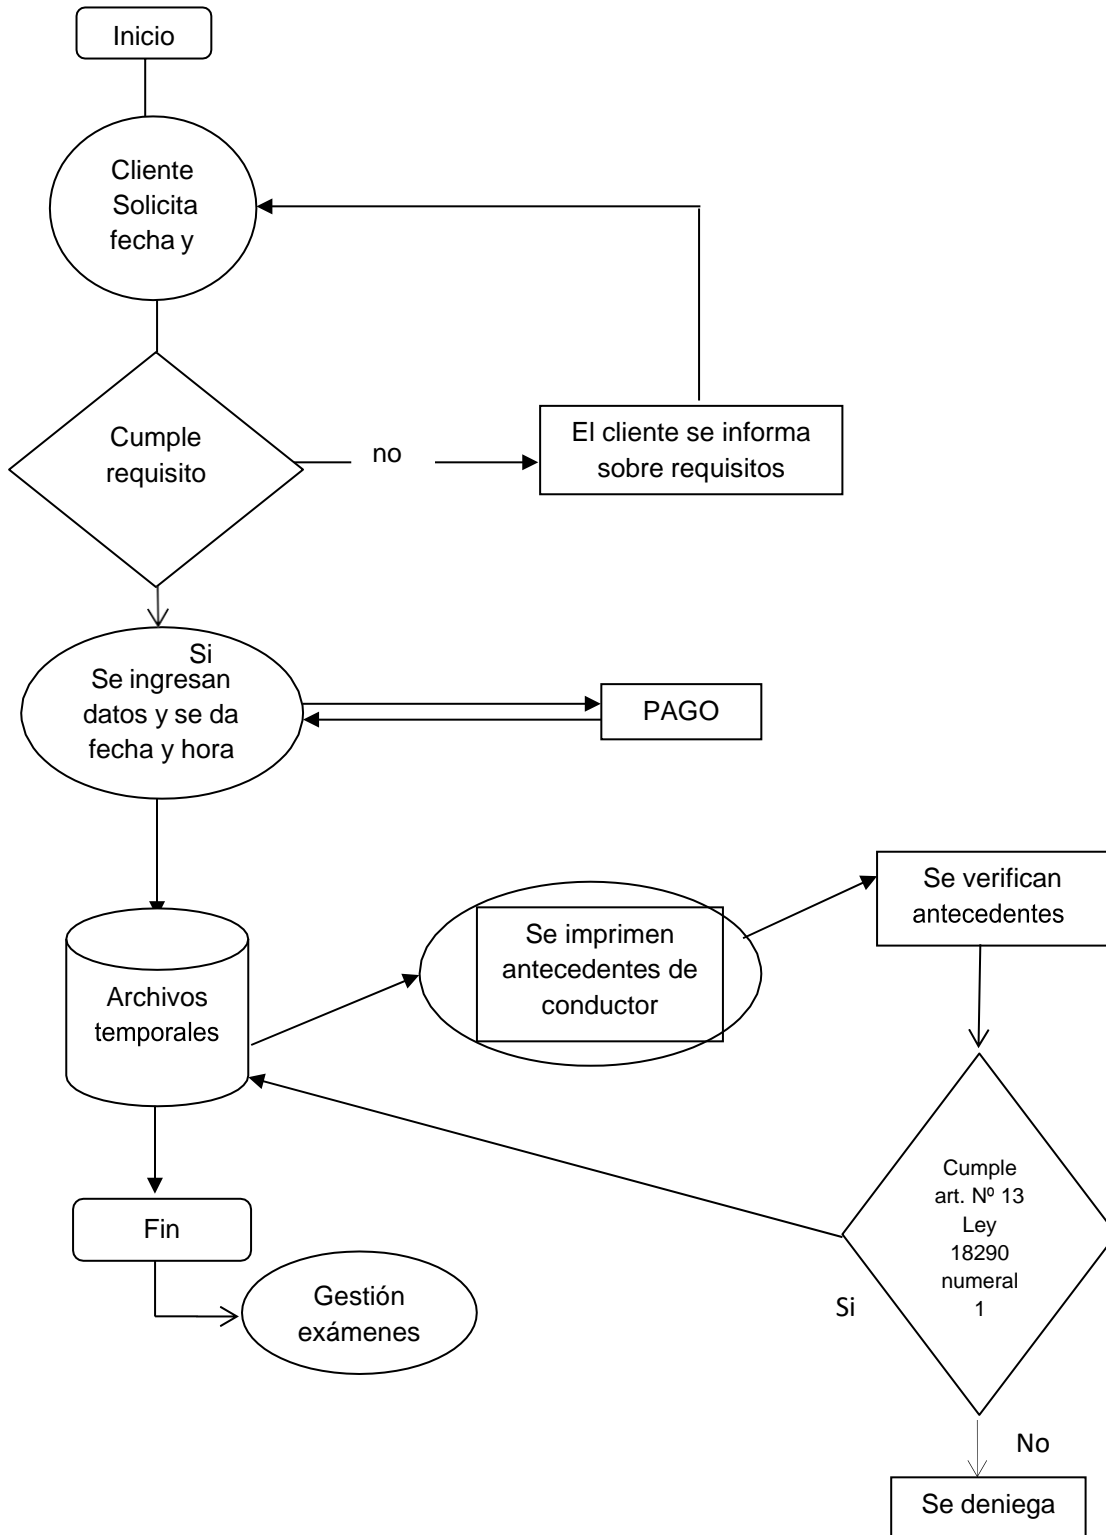 Inicio
Cliente
Solicita
fecha y
Cumple
requisito
no
El cliente se informa
sobre requisitos
Si
Se ingresan
datos y se da
fecha y hora
PAGO
Archivos
temporales
Se imprimen
antecedentes de
conductor
Se verifican
antecedentes
Cumple
art. Nº 13
Ley
18290
numeral
1
Si
No
Se deniega
Fin
Gestión
exámenes